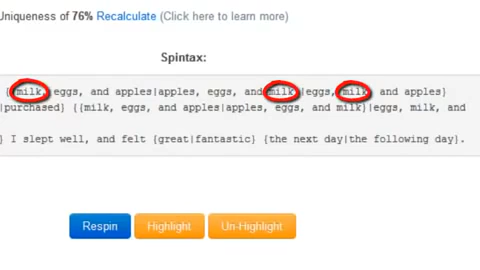 Uniqueness of 76% Recalculate (Click here to learn more)
Spintax:
{{milk, eggs, and apples|apples, eggs, and milk}|eggs, milk, and apples}
|purchased} {{milk, eggs, and apples|apples, eggs, and milk}|eggs, milk, and
} I slept well, and felt {great|fantastic} {the next day|the following day}.
Respin Highlight Un-Highlight